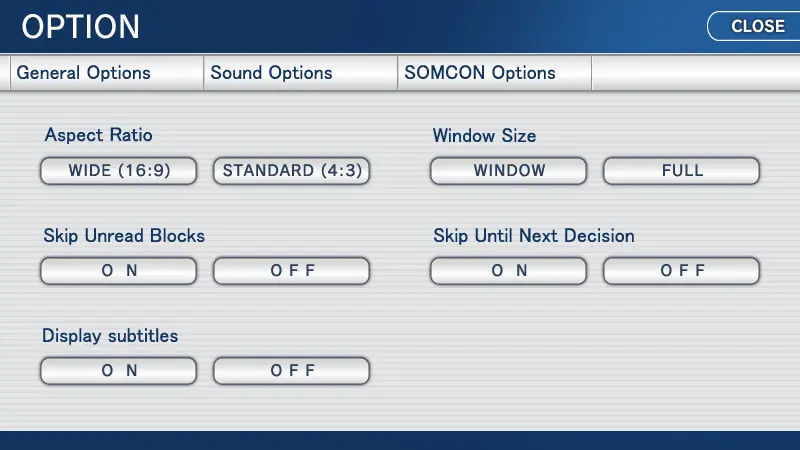 OPTION
CLOSE
General Options
Sound Options
SOMCON Options
Aspect Ratio
Window Size
WIDE (16:9)
STANDARD (4:3)
WINDOW
FULL
Skip Unread Blocks
Skip Until Next Decision
ON
OFF
ON
OFF
Display subtitles
ON
OFF